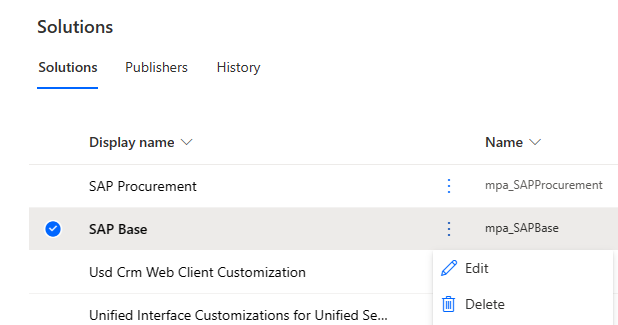 Solutions
Solutions Publishers History
Display name Name
SAP Procurement mpa_SAPProcurement
SAP Base mpa_SAPBase
Usd Crm Web Client Customization
Edit
Delete
Unified Interface Customizations for Unified Se...